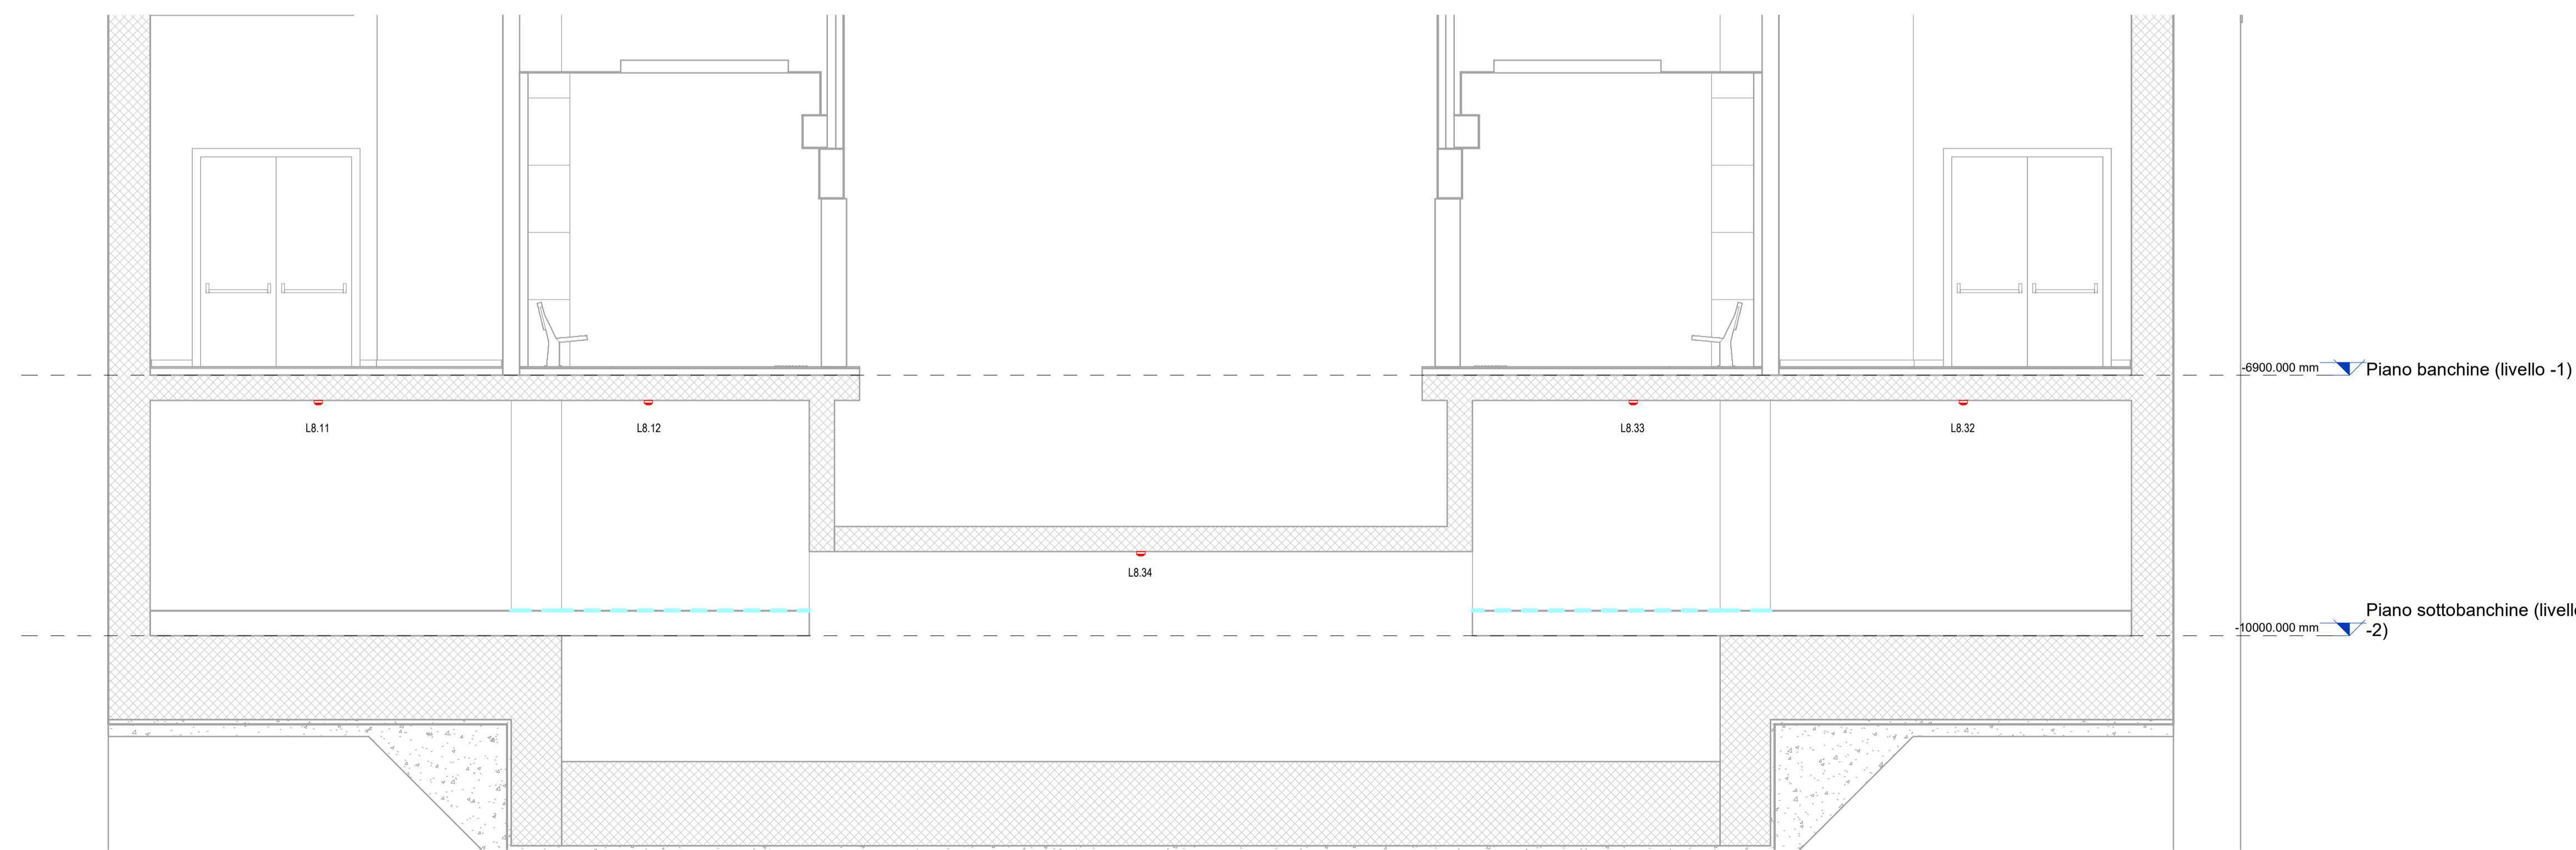 -6900.000 mm
Piano banchine (livello -1)
L8.11
L8.12
L8.33
L8.32
L8.34
Piano sottobanchine (livell
-10000.000 mm
-2)